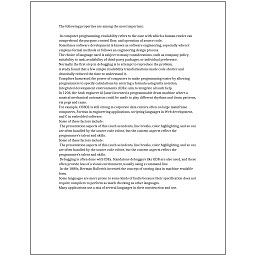 The following properties are among the most important:
In computer programming, readability refers to the ease with which a human reader can
comprehend the purpose, control flow, and operation of source code.
Sometimes software development is known as software engineering, especially when it
employs formal methods or follows an engineering design process.
The choice of language used is subject to many considerations, such as company policy,
suitability to task, availability of third-party packages, or individual preference.
Normally the first step in debugging is to attempt to reproduce the problem.
A study found that a few simple readability transformations made code shorter and
drastically reduced the time to understand it.
Compilers harnessed the power of computers to make programming easier by allowing
programmers to specify calculations by entering a formula using infix notation.
Integrated development environments (IDEs) aim to integrate all such help.
In 1206, the Arab engineer Al-Jazari invented a programmable drum machine where a
musical mechanical automaton could be made to play different rhythms and drum patterns,
via pegs and cams.
For example, COBOL is still strong in corporate data centers often on large mainframe
computers, Fortran in engineering applications, scripting languages in Web development,
and C in embedded software.
Some of these factors include:
The presentation aspects of this (such as indents, line breaks, color highlighting, and so on)
are often handled by the source code editor, but the content aspects reflect the
programmer's talent and skills.
Some of these factors include:
The presentation aspects of this (such as indents, line breaks, color highlighting, and so on)
are often handled by the source code editor, but the content aspects reflect the
programmer's talent and skills.
Debugging is often done with IDEs. Standalone debuggers like GDB are also used, and these
often provide less of a visual environment, usually using a command line.
In the 1880s, Herman Hollerith invented the concept of storing data in machine-readable
form.
Some languages are more prone to some kinds of faults because their specification does not
require compilers to perform as much checking as other languages.
Many applications use a mix of several languages in their construction and use.